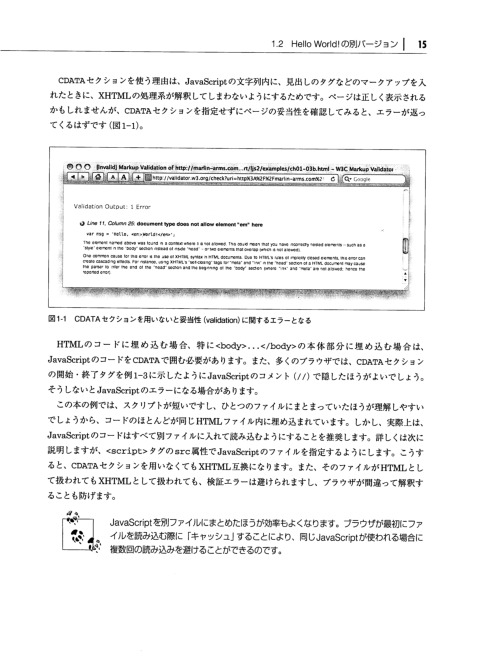 1.2 Hello World!の別バージョン 15
CDATAセクションを使う理由は、JavaScriptの文字列内に、見出しのタグなどのマークアップを入
れたときに、XHTMLの処理系が解釈してしまわないようにするためです。ページは正しく表示される
かもしれませんが、CDATAセクションを指定せずにページの妥当性を確認してみると、エラーが返っ
てくるはずです(図1-1)。
[Invalid] Markup Validation of http://marlin-arms.com...rt/ljs2/examples/ch01-03b.html - W3C Markup Validator
http://validator.w3.org/check?uri=http%3A%2F%2Fmarlin-arms.com%2 Google
Validation Output: 1 Error
Line 11, Column 25: document type does not allow element "em" here
var msg = 'Hello, <em>World!</em>';
The element named above was found in a context where it is not allowed. This could mean that you have incorrectly nested elements - such as a
"style" element in the "body" section instead of inside "head" - or two elements that overlap (which is not allowed).
One common cause for this error is the use of XHTML syntax in HTML documents. Due to HTML's rules of implicitly closed elements, this error can
create cascading effects. For instance, using XHTML's "self-closing" tags for "meta" and "link" in the "head" section of a HTML document may cause
the parser to infer the end of the "head" section and the beginning of the "body" section (where "link" and "meta" are not allowed; hence the
reported error).
図1-1 CDATAセクションを用いないと妥当性(validation)に関するエラーとなる
HTMLのコードに埋め込む場合、特に<body>...</body>の本体部分に埋め込む場合は、
JavaScriptのコードをCDATAで囲む必要があります。また、多くのブラウザでは、CDATAセクション
の開始・終了タグを例1-3に示したようにJavaScriptのコメント(//)で隠したほうがよいでしょう。
そうしないとJavaScriptのエラーになる場合があります。
この本の例では、スクリプトが短いですし、ひとつのファイルにまとまっていたほうが理解しやすい
でしょうから、コードのほとんどが同じHTMLファイル内に埋め込まれています。しかし、実際上は、
JavaScriptのコードはすべて別ファイルに入れて読み込むようにすることを推奨します。詳しくは次に
説明しますが、<script>タグのsrc属性でJavaScriptのファイルを指定するようにします。こうす
ると、CDATAセクションを用いなくてもXHTML互換になります。また、そのファイルがHTMLとし
て扱われてもXHTMLとして扱われても、検証エラーは避けられますし、ブラウザが間違って解釈す
ることも防げます。
JavaScriptを別ファイルにまとめたほうが効率もよくなります。ブラウザが最初にファ
イルを読み込む際に「キャッシュ」することにより、同じJavaScriptが使われる場合に
複数回の読み込みを避けることができるのです。